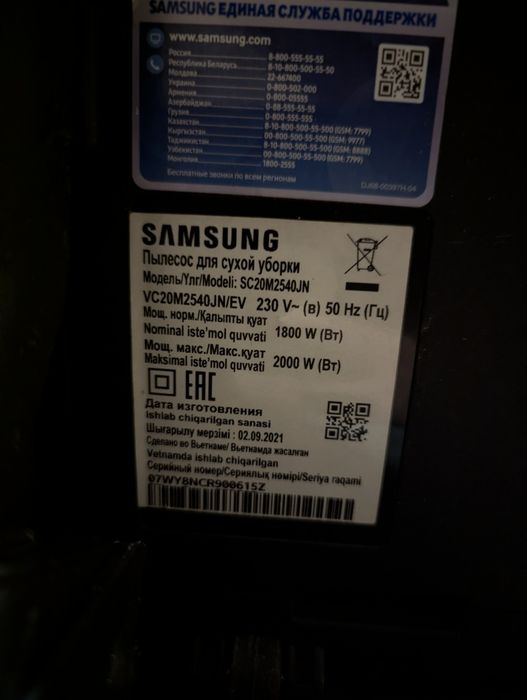 SAMSUNG ЕДИНАЯ СЛУЖБА ПОДДЕРЖКИ
www.samsung.com
Россия 8-800-555-55-55
Республика Беларусь 8-10-800-500-55-500
Молдова 22-667400
Украина 0-800-502-000
Армения 0-800-05555
Азербайджан 0-88-555-55-55
Грузия 0-800-555-555
Казахстан 8-10-800-500-55-500 (GSM: 7799)
Кыргызстан 00-800-500-55-500 (GSM: 9977)
Таджикистан 8-10-800-500-55-500 (GSM: 8888)
Узбекистан 00-800-500-55-500 (GSM: 7799)
Монголия 1800-2555
Бесплатные звонки по всем регионам
DJ68-00597H-04
SAMSUNG
Пылесос для сухой уборки
Модель/Үлгі/Modeli: SC20M2540JN
VC20M2540JN/EV 230 V~ (в) 50 Hz (Гц)
Мощ. норм./Қалыпты қуат
Nominal iste'mol quvvati 1800 W (Вт)
Мощ. макс./Макс.қуат
Maksimal iste'mol quvvati 2000 W (Вт)
EAC
Дата изготовления
ishlab chiqarilgan sanasi
Шығарылу мерзімі : 02.09.2021
Сделано во Вьетнаме/ Вьетнамда жасалған
Vetnamda ishlab chiqarilgan
Серийный номер/Сериялық нөмірі/Seriya raqami
07WY8NCR900615Z